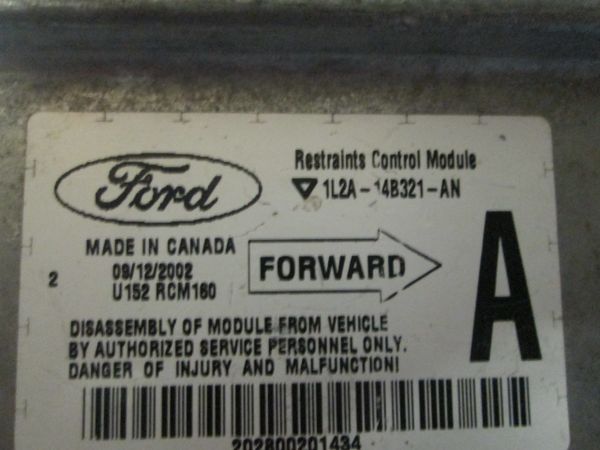 Ford
Restraints Control Module
1L2A-14B321-AN
MADE IN CANADA
09/12/2002
2
U152 RCM160
FORWARD
A
DISASSEMBLY OF MODULE FROM VEHICLE
BY AUTHORIZED SERVICE PERSONNEL ONLY.
DANGER OF INJURY AND MALFUNCTION!
202800201434